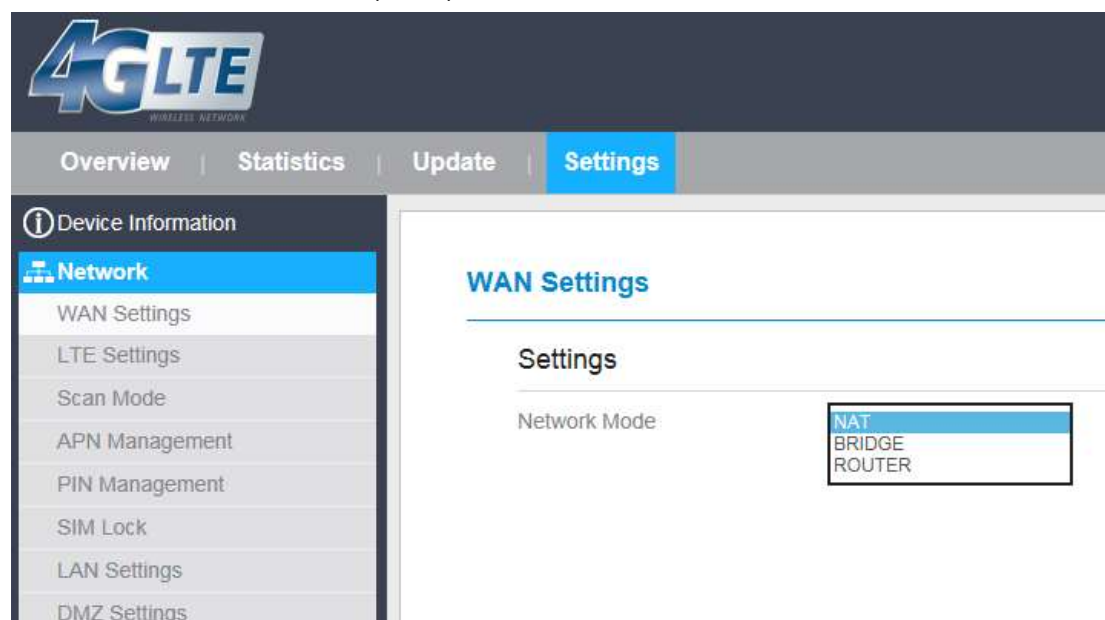 4GLTE
WIRELESS NETWORK
Overview | Statistics | Update | Settings
Device Information
Network
WAN Settings
LTE Settings
Scan Mode
APN Management
PIN Management
SIM Lock
LAN Settings
DMZ Settings
WAN Settings
Settings
Network Mode
NAT
BRIDGE
ROUTER